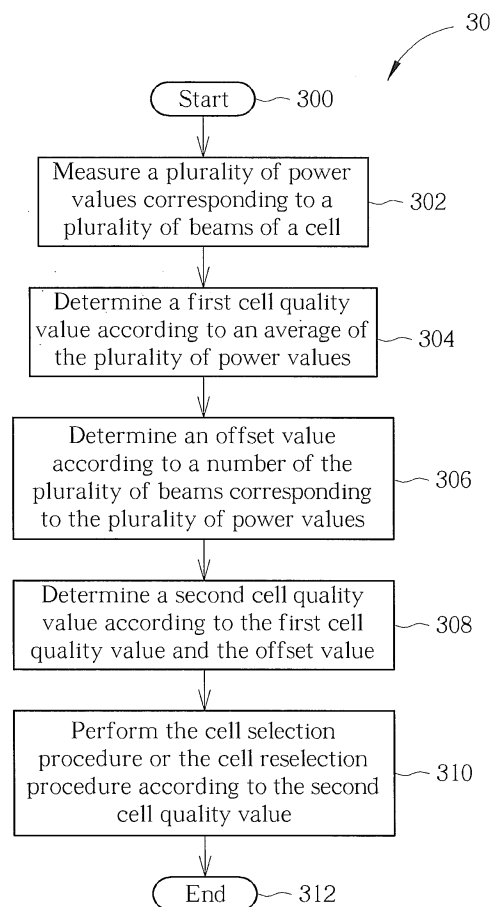 30
Start
300
Measure a plurality of power
values corresponding to a
plurality of beams of a cell
302
Determine a first cell quality
value according to an average of
the plurality of power values
304
Determine an offset value
according to a number of the
plurality of beams corresponding
to the plurality of power values
306
Determine a second cell quality
value according to the first cell
quality value and the offset value
308
Perform the cell selection
procedure or the cell reselection
procedure according to the second
cell quality value
310
End
312